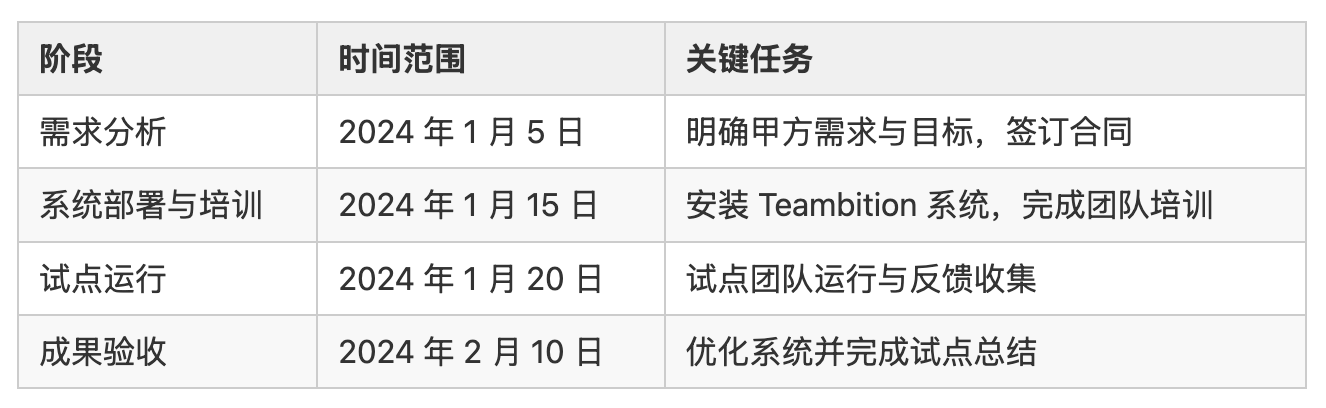 阶段 时间范围 关键任务
需求分析 2024 年 1 月 5 日 明确甲方需求与目标，签订合同
系统部署与培训 2024 年 1 月 15 日 安装 Teambition 系统，完成团队培训
试点运行 2024 年 1 月 20 日 试点团队运行与反馈收集
成果验收 2024 年 2 月 10 日 优化系统并完成试点总结